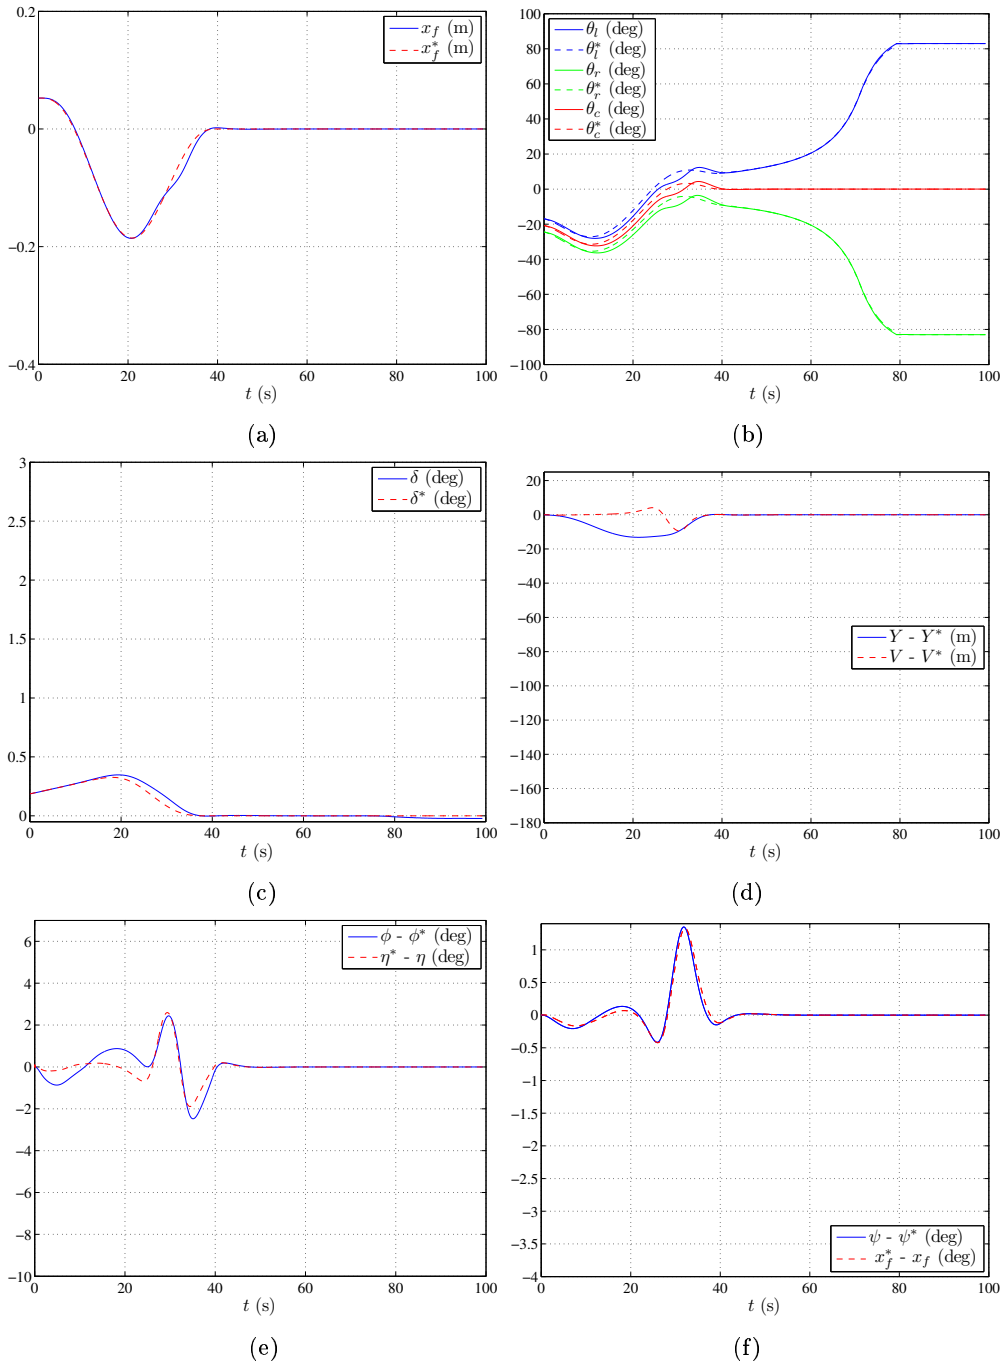 0.2
0
−0.2
−0.4
0 20 40 60 80 100
x_f (m)
x_f^* (m)
t (s)
(a)
100
80
60
40
20
0
−20
−40
−60
−80
−100
0 20 40 60 80 100
θ_l (deg)
θ_l^* (deg)
θ_r (deg)
θ_r^* (deg)
θ_c (deg)
θ_c^* (deg)
t (s)
(b)
3
2.5
2
1.5
1
0.5
0
0 20 40 60 80 100
δ (deg)
δ^* (deg)
t (s)
(c)
20
0
−20
−40
−60
−80
−100
−120
−140
−160
−180
0 20 40 60 80 100
Y - Y^* (m)
V - V^* (m)
t (s)
(d)
6
4
2
0
−2
−4
−6
−8
−10
0 20 40 60 80 100
ϕ - ϕ^* (deg)
η^* - η (deg)
t (s)
(e)
1
0.5
0
−0.5
−1
−1.5
−2
−2.5
−3
−3.5
−4
0 20 40 60 80 100
ψ - ψ^* (deg)
x_f^* - x_f (deg)
t (s)
(f)